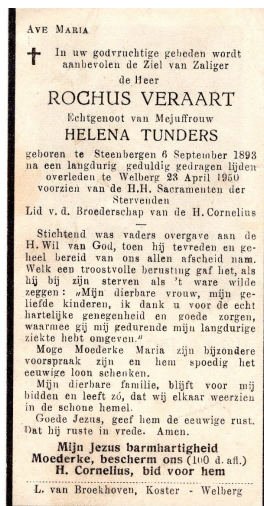 AVE MARIA
In uw godvruchtige gebeden wordt
aanbevolen de Ziel van Zaliger
de Heer
ROCHUS VERAART
Echtgenoot van Mejuffrouw
HELENA TUNDERS
geboren te Steenbergen 6 September 1893
na een langdurig geduldig gedragen lijden
overleden te Welberg 23 April 1950
voorzien van de H.H. Sacramenten der
Stervenden
Lid v. d. Broederschap van de H. Cornelius
Stichtend was vaders overgave aan de
H. Wil van God, toen hij tevreden en ge-
heel bereid van ons allen afscheid nam.
Welk een troostvolle berusting gaf het, als
hij bij zijn sterven als 't ware wilde
zeggen: „Mijn dierbare vrouw, mijn ge-
liefde kinderen, ik dank u voor de echt
hartelijke genegenheid en goede zorgen,
waarmee gij mij gedurende mijn langdurige
ziekte hebt omgeven."
Moge Moederke Maria zijn bijzondere
voorspraak zijn en hem spoedig het
eeuwige loon schenken.
Mijn dierbare familie, blijft voor mij
bidden en leeft zó, dat wij elkaar weerzien
in de schone hemel.
Goede Jezus, geef hem de eeuwige rust.
Dat hij ruste in vrede. Amen.
Mijn Jezus barmhartigheid
Moederke, bescherm ons (100 d. afl.)
H. Cornelius, bid voor hem
L. van Broekhoven, Koster - Welberg